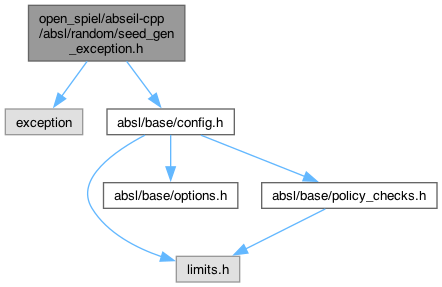 open_spiel/abseil-cpp
/absl/random/seed_gen
_exception.h
exception
absl/base/config.h
absl/base/options.h
absl/base/policy_checks.h
limits.h